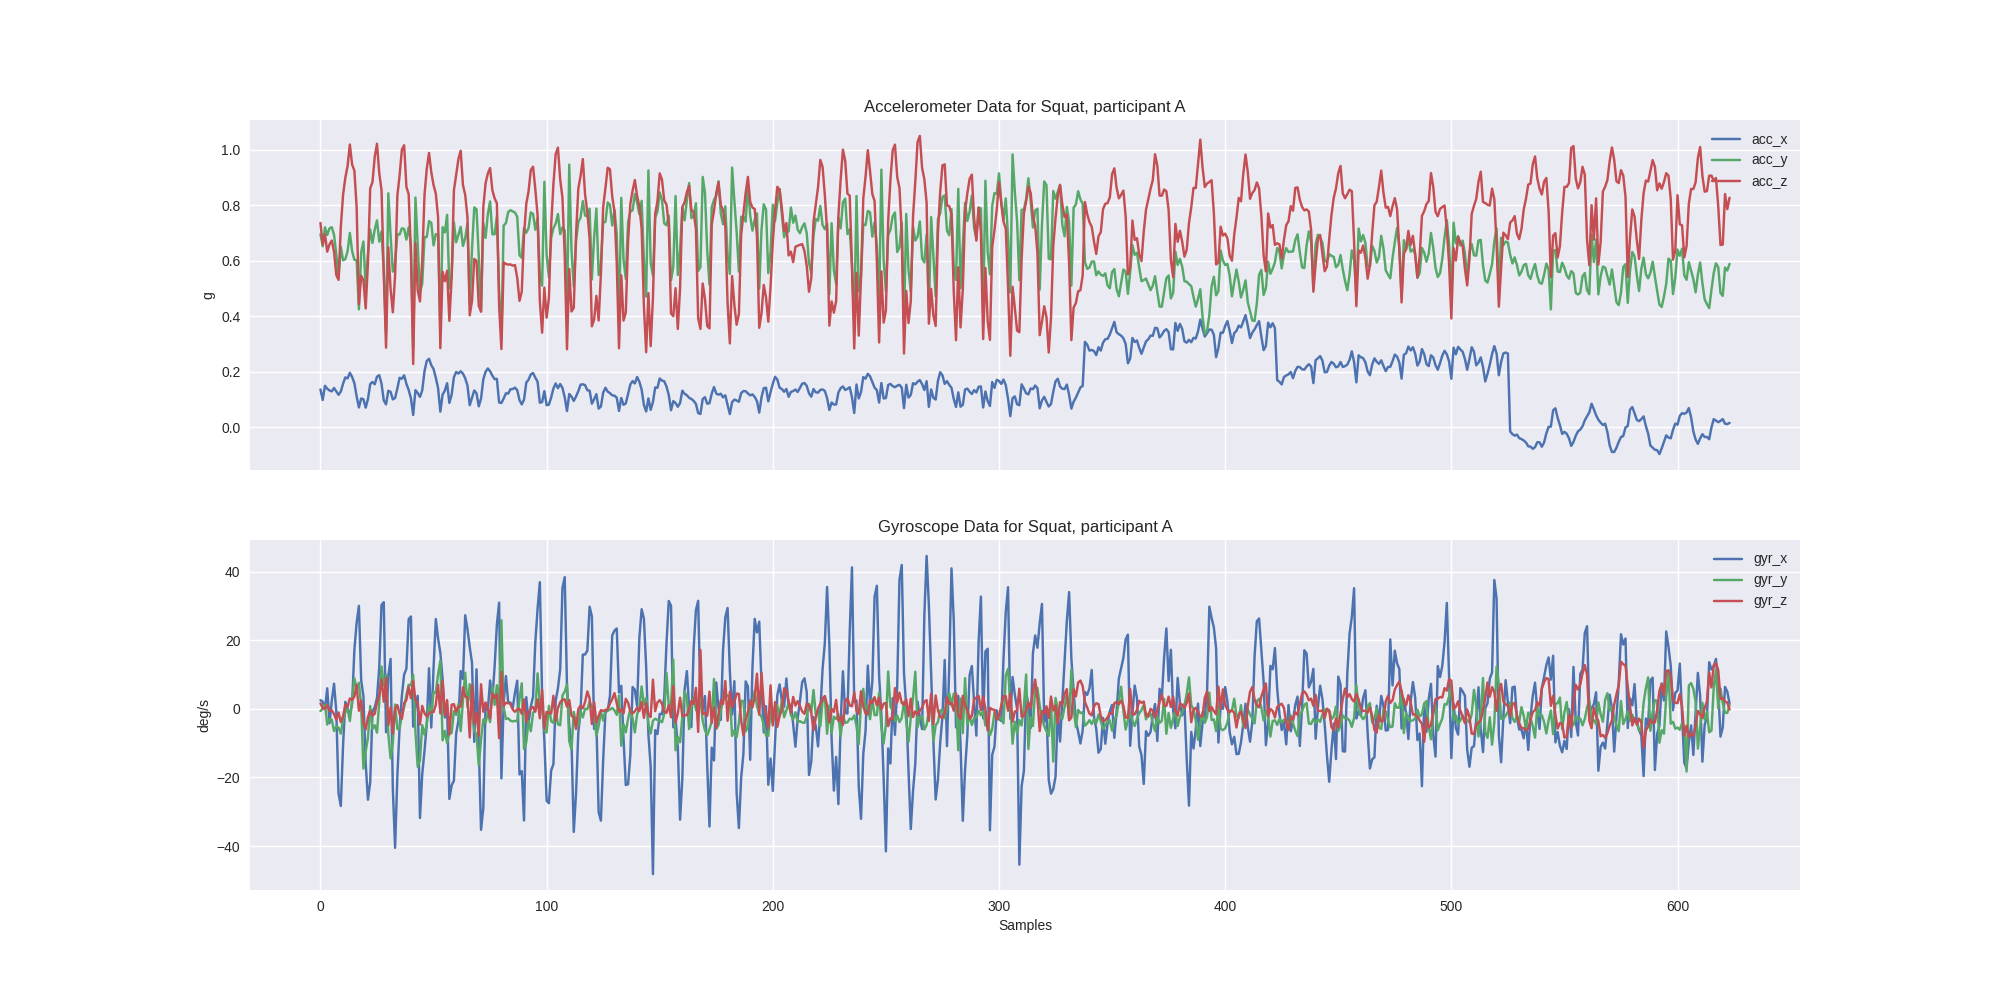 Accelerometer Data for Squat, participant A
1.0
0.8
0.6
0.4
0.2
0.0
g
acc_x
acc_y
acc_z
Gyroscope Data for Squat, participant A
40
20
0
−20
−40
deg/s
gyr_x
gyr_y
gyr_z
0 100 200 300 400 500 600
Samples